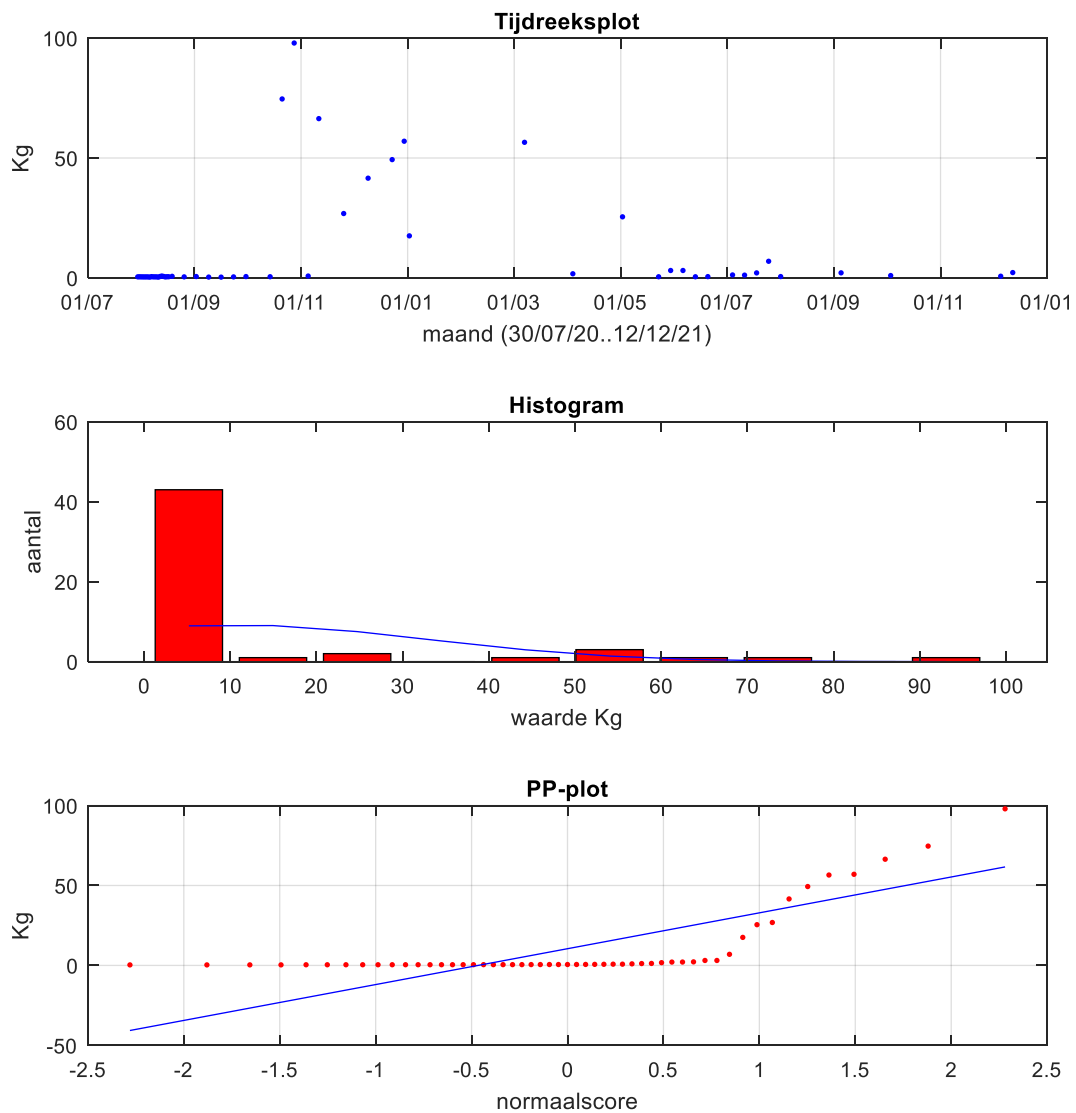 Tijdreeksplot
100
50
0
Kg
01/07 01/09 01/11 01/01 01/03 01/05 01/07 01/09 01/11 01/01
maand (30/07/20..12/12/21)
Histogram
60
40
20
0
aantal
0 10 20 30 40 50 60 70 80 90 100
waarde Kg
PP-plot
100
50
0
-50
Kg
-2.5 -2 -1.5 -1 -0.5 0 0.5 1 1.5 2 2.5
normaalscore